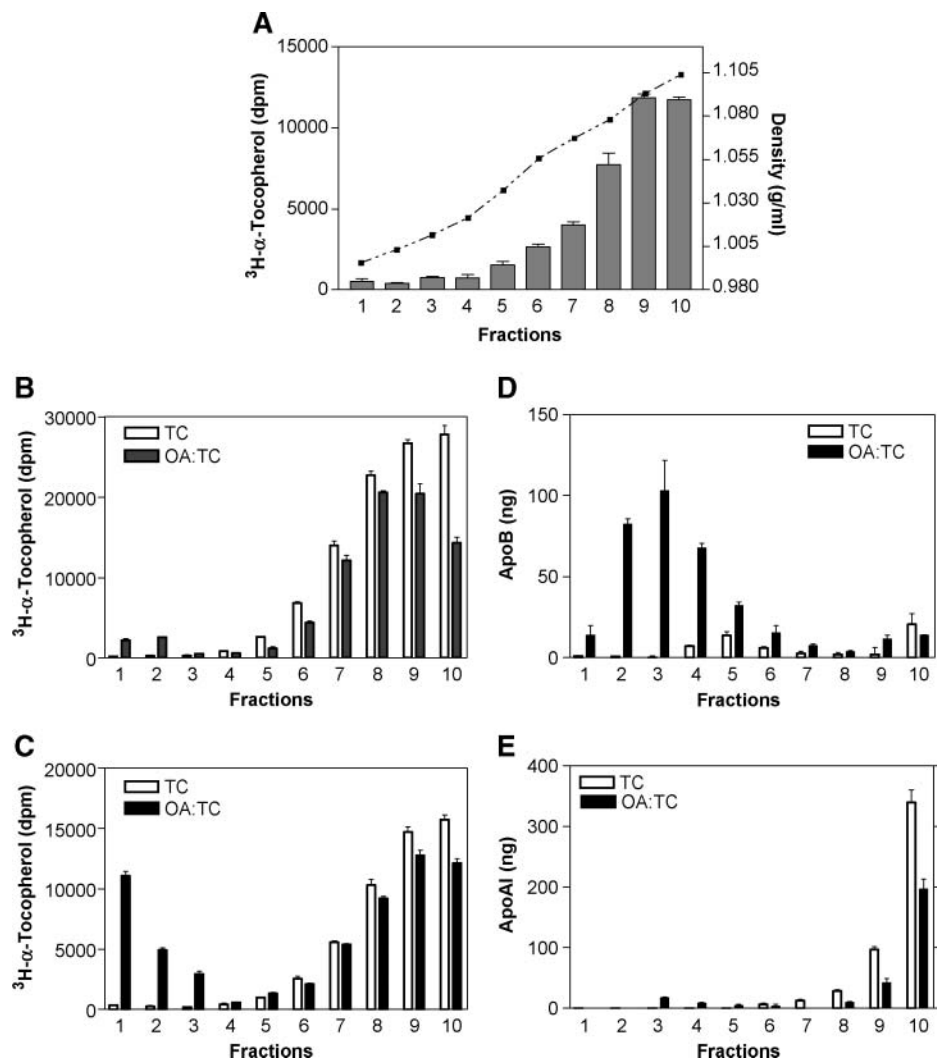 A
³H-α-Tocopherol (dpm)
15000
10000
5000
0
1.105
1.080
1.055
1.030
1.005
0.980
Density (g/ml)
1 2 3 4 5 6 7 8 9 10
Fractions
B
³H-α-Tocopherol (dpm)
30000
20000
10000
0
TC
OA:TC
1 2 3 4 5 6 7 8 9 10
Fractions
D
ApoB (ng)
150
100
50
0
TC
OA:TC
1 2 3 4 5 6 7 8 9 10
Fractions
C
³H-α-Tocopherol (dpm)
20000
15000
10000
5000
0
TC
OA:TC
1 2 3 4 5 6 7 8 9 10
Fractions
E
ApoAI (ng)
400
300
200
100
0
TC
OA:TC
1 2 3 4 5 6 7 8 9 10
Fractions